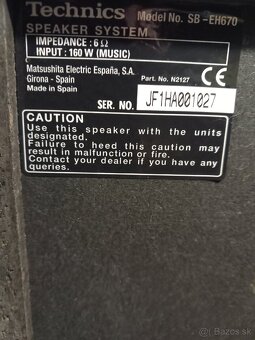 Technics Model No. SB-EH670
SPEAKER SYSTEM
IMPEDANCE : 6Ω
INPUT : 160 W (MUSIC)
Matsushita Electric España, S.A.
Girona - Spain Part. No. N2127
Made in Spain
CE
SER. NO. JF1HA001027
CAUTION
Use this speaker with the units
designated.
Failure to heed this caution may
result in malfunction or fire.
Contact your dealer if you have any
queries.
bazos.sk